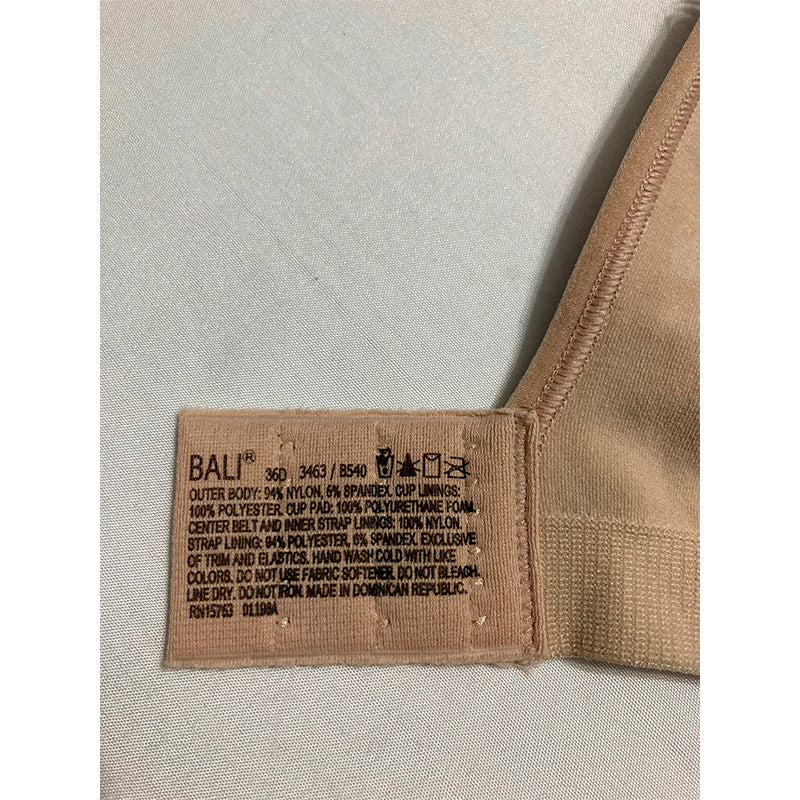 BALI® 36D 3463 / B540
OUTER BODY: 94% NYLON, 6% SPANDEX, CUP LININGS:
100% POLYESTER, CUP PAD: 100% POLYURETHANE FOAM,
CENTER BELT AND INNER STRAP LININGS: 100% NYLON,
STRAP LINING: 94% POLYESTER, 6% SPANDEX, EXCLUSIVE
OF TRIM AND ELASTICS. HAND WASH COLD WITH LIKE
COLORS. DO NOT USE FABRIC SOFTENER. DO NOT BLEACH.
LINE DRY. DO NOT IRON. MADE IN DOMINICAN REPUBLIC.
RN15763 01198A